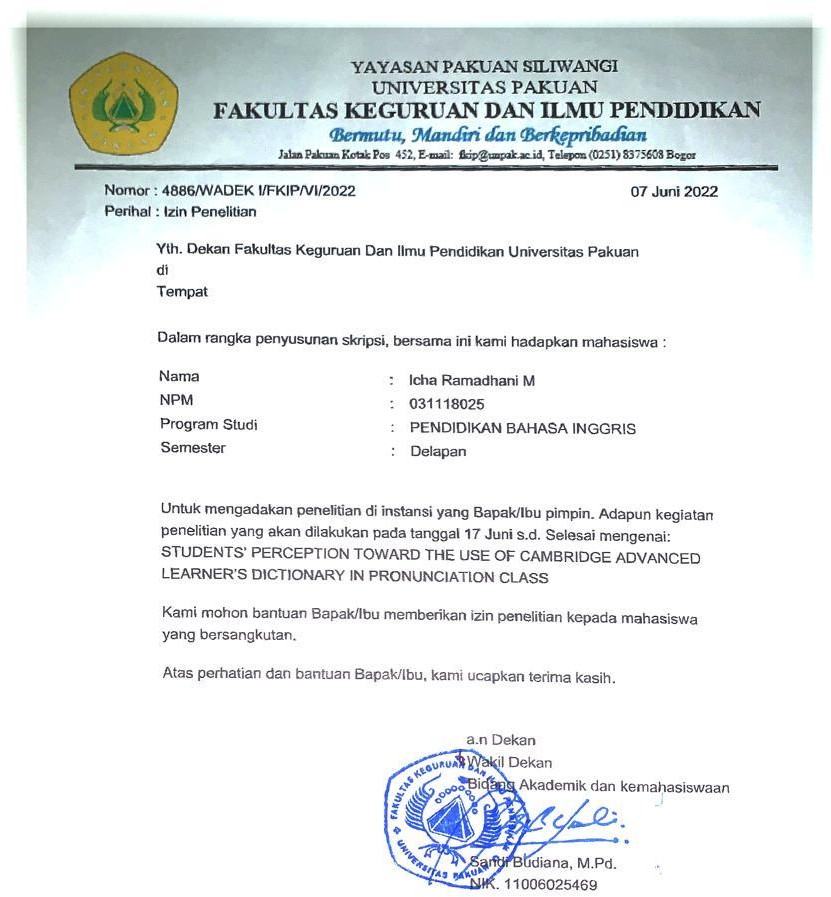 YAYASAN PAKUAN SILIWANGI
UNIVERSITAS PAKUAN
FAKULTAS KEGURUAN DAN ILMU PENDIDIKAN
Bermutu, Mandiri dan Berkepribadian
Jalan Pakuan Kotak Pos 452, E-mail: fkip@unpak.ac.id, Telepon (0251) 8375608 Bogor
Nomor : 4886/WADEK I/FKIP/VI/2022 07 Juni 2022
Perihal : Izin Penelitian
Yth. Dekan Fakultas Keguruan Dan Ilmu Pendidikan Universitas Pakuan
di
Tempat
Dalam rangka penyusunan skripsi, bersama ini kami hadapkan mahasiswa :
Nama : Icha Ramadhani M
NPM : 031118025
Program Studi : PENDIDIKAN BAHASA INGGRIS
Semester : Delapan
Untuk mengadakan penelitian di instansi yang Bapak/Ibu pimpin. Adapun kegiatan
penelitian yang akan dilakukan pada tanggal 17 Juni s.d. Selesai mengenai:
STUDENTS' PERCEPTION TOWARD THE USE OF CAMBRIDGE ADVANCED
LEARNER'S DICTIONARY IN PRONUNCIATION CLASS
Kami mohon bantuan Bapak/Ibu memberikan izin penelitian kepada mahasiswa
yang bersangkutan.
Atas perhatian dan bantuan Bapak/Ibu, kami ucapkan terima kasih.
a.n Dekan
Wakil Dekan
Bidang Akademik dan kemahasiswaan
FAKULTAS KEGURUAN DAN ILMU PENDIDIKAN
UNIVERSITAS PAKUAN
Sandi Budiana, M.Pd.
NIK. 11006025469